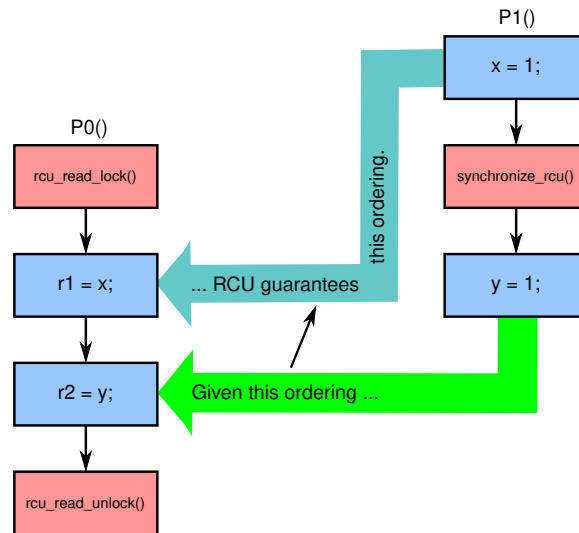 P1()
x = 1;
P0()
rcu_read_lock()
synchronize_rcu()
this ordering.
r1 = x;
... RCU guarantees
y = 1;
r2 = y;
Given this ordering ...
rcu_read_unlock()